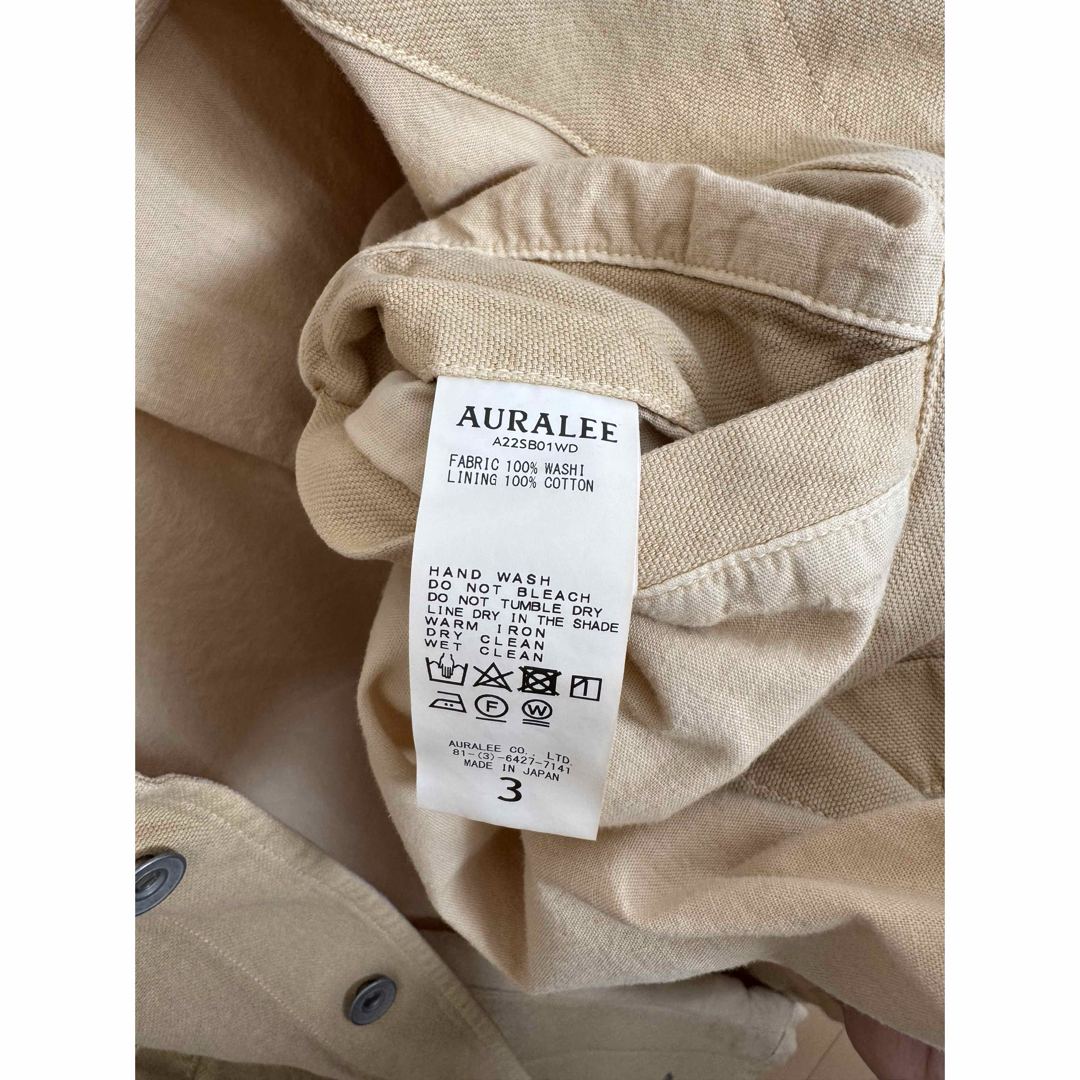 AURALEE
A22SB01WD
FABRIC 100% WASHI
LINING 100% COTTON
HAND WASH
DO NOT BLEACH
DO NOT TUMBLE DRY
LINE DRY IN THE SHADE
WARM IRON
DRY CLEAN
WET CLEAN
F W
AURALEE CO., LTD.
81-(3)-6427-7141
MADE IN JAPAN
3